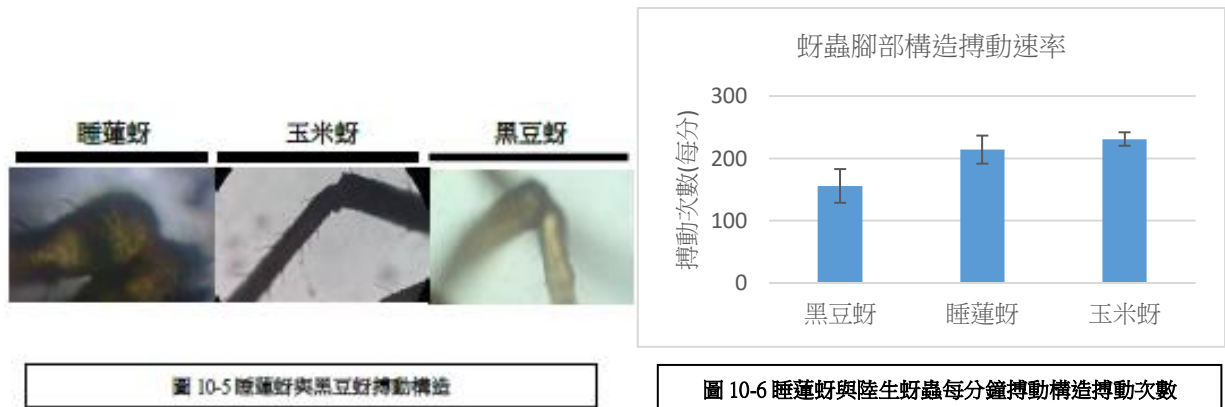 睡蓮蚜
玉米蚜
黑豆蚜
圖 10-5 睡蓮蚜與黑豆蚜搏動構造
蚜蟲腳部構造搏動速率
搏動次數(每分)
300
200
100
0
黑豆蚜
睡蓮蚜
玉米蚜
圖 10-6 睡蓮蚜與陸生蚜蟲每分鐘搏動構造搏動次數